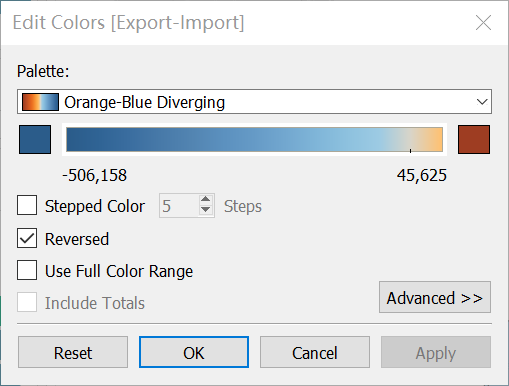 Edit Colors [Export-Import]
Palette:
Orange-Blue Diverging
-506,158 45,625
Stepped Color 5 Steps
Reversed
Use Full Color Range
Include Totals
Advanced >>
Reset OK Cancel Apply